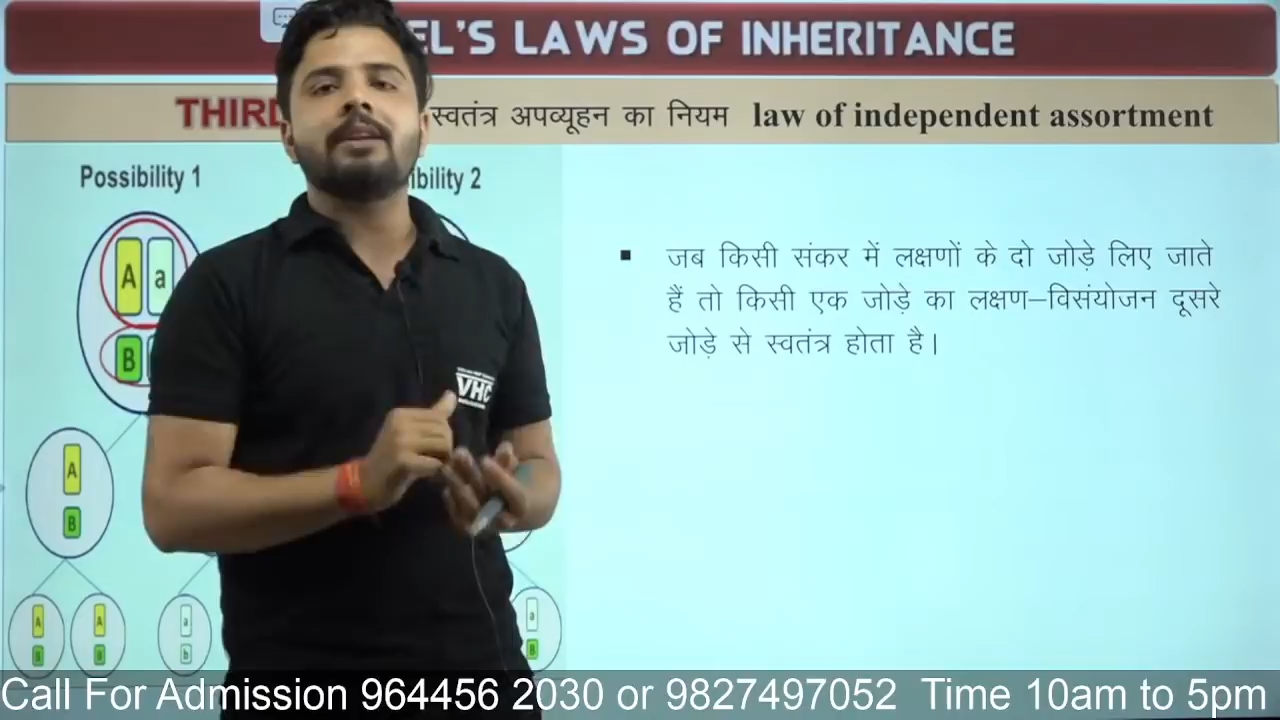 EL'S LAWS OF INHERITANCE
THIRD स्वतंत्र अपव्यूहन का नियम law of independent assortment
Possibility 1
ibility 2
जब किसी संकर में लक्षणों के दो जोड़े लिए जाते
हैं तो किसी एक जोड़े का लक्षण–विसंयोजन दूसरे
जोड़े से स्वतंत्र होता है।
A a
B
VHC
A
B
A A a a
B B b B
Call For Admission 964456 2030 or 9827497052 Time 10am to 5pm